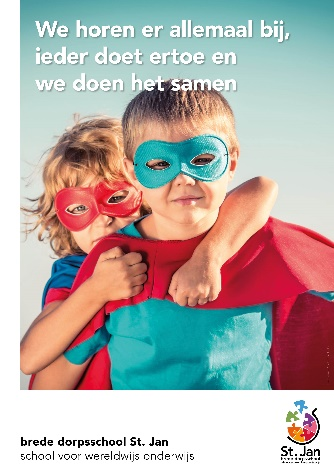 We horen er allemaal bij,
ieder doet ertoe en
we doen het samen
brede dorpsschool St. Jan
school voor wereldwijs onderwijs
St. Jan